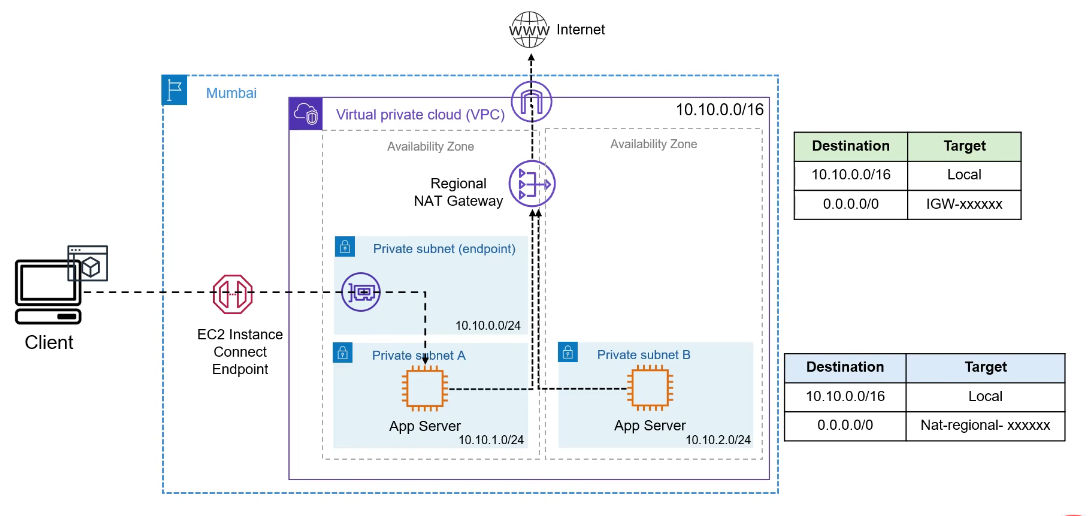 WWW
Internet
Mumbai
Virtual private cloud (VPC)
10.10.0.0/16
Availability Zone
Availability Zone
Regional
NAT Gateway
Private subnet (endpoint)
10.10.0.0/24
Client
EC2 Instance
Connect
Endpoint
Private subnet A
App Server
10.10.1.0/24
Private subnet B
App Server
10.10.2.0/24
Destination Target
10.10.0.0/16 Local
0.0.0.0/0 IGW-xxxxxx
Destination Target
10.10.0.0/16 Local
0.0.0.0/0 Nat-regional- xxxxxx